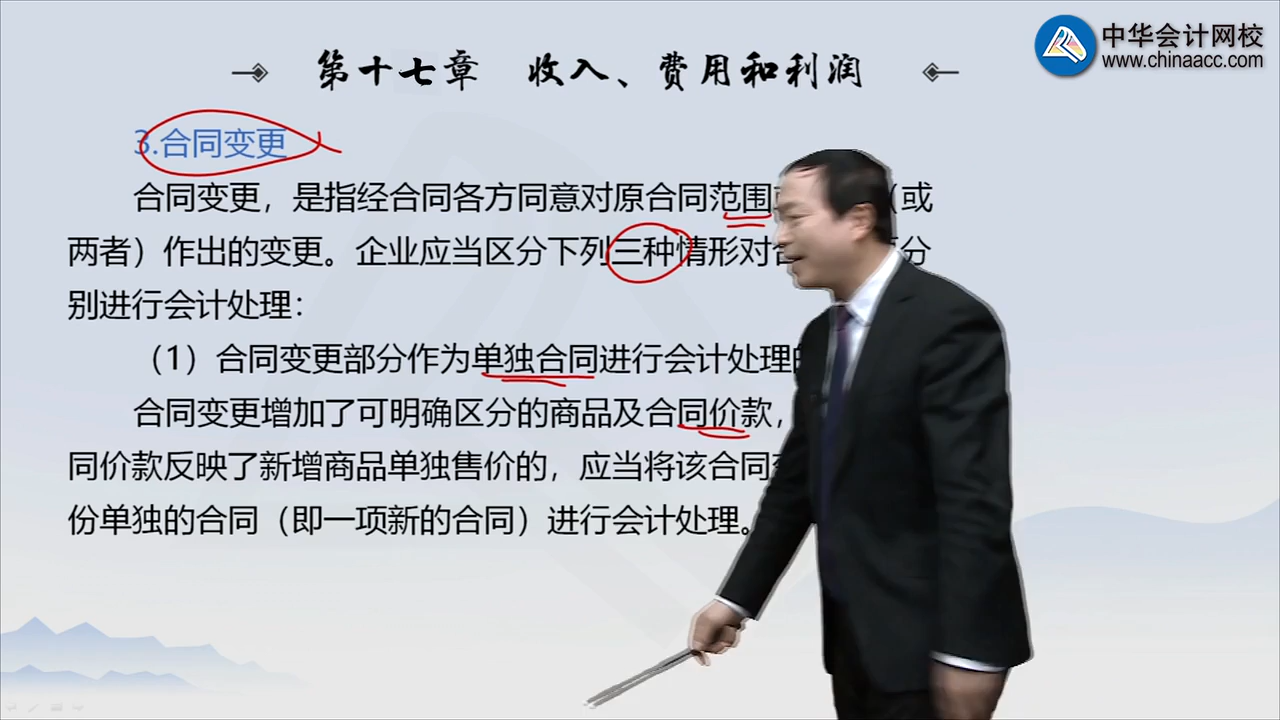 中华会计网校
www.chinaacc.com
第十七章 收入、费用和利润
3.合同变更
合同变更，是指经合同各方同意对原合同范围（或
两者）作出的变更。企业应当区分下列三种情形对合分
别进行会计处理：
（1）合同变更部分作为单独合同进行会计处理的
合同变更增加了可明确区分的商品及合同价款，
同价款反映了新增商品单独售价的，应当将该合同变
份单独的合同（即一项新的合同）进行会计处理。